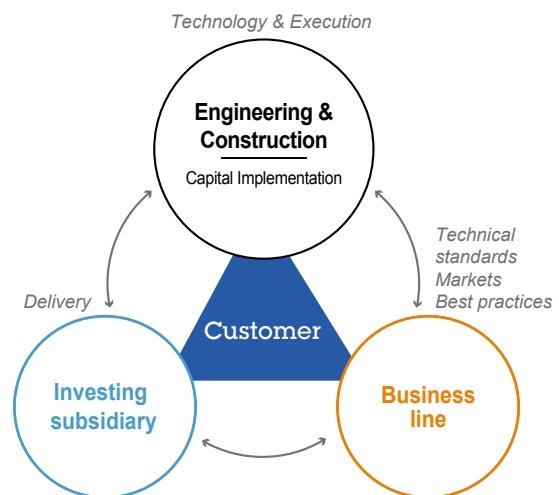 Technology & Execution
Engineering &
Construction
Capital Implementation
Technical
standards
Markets
Best practices
Delivery
Customer
Investing
subsidiary
Business
line